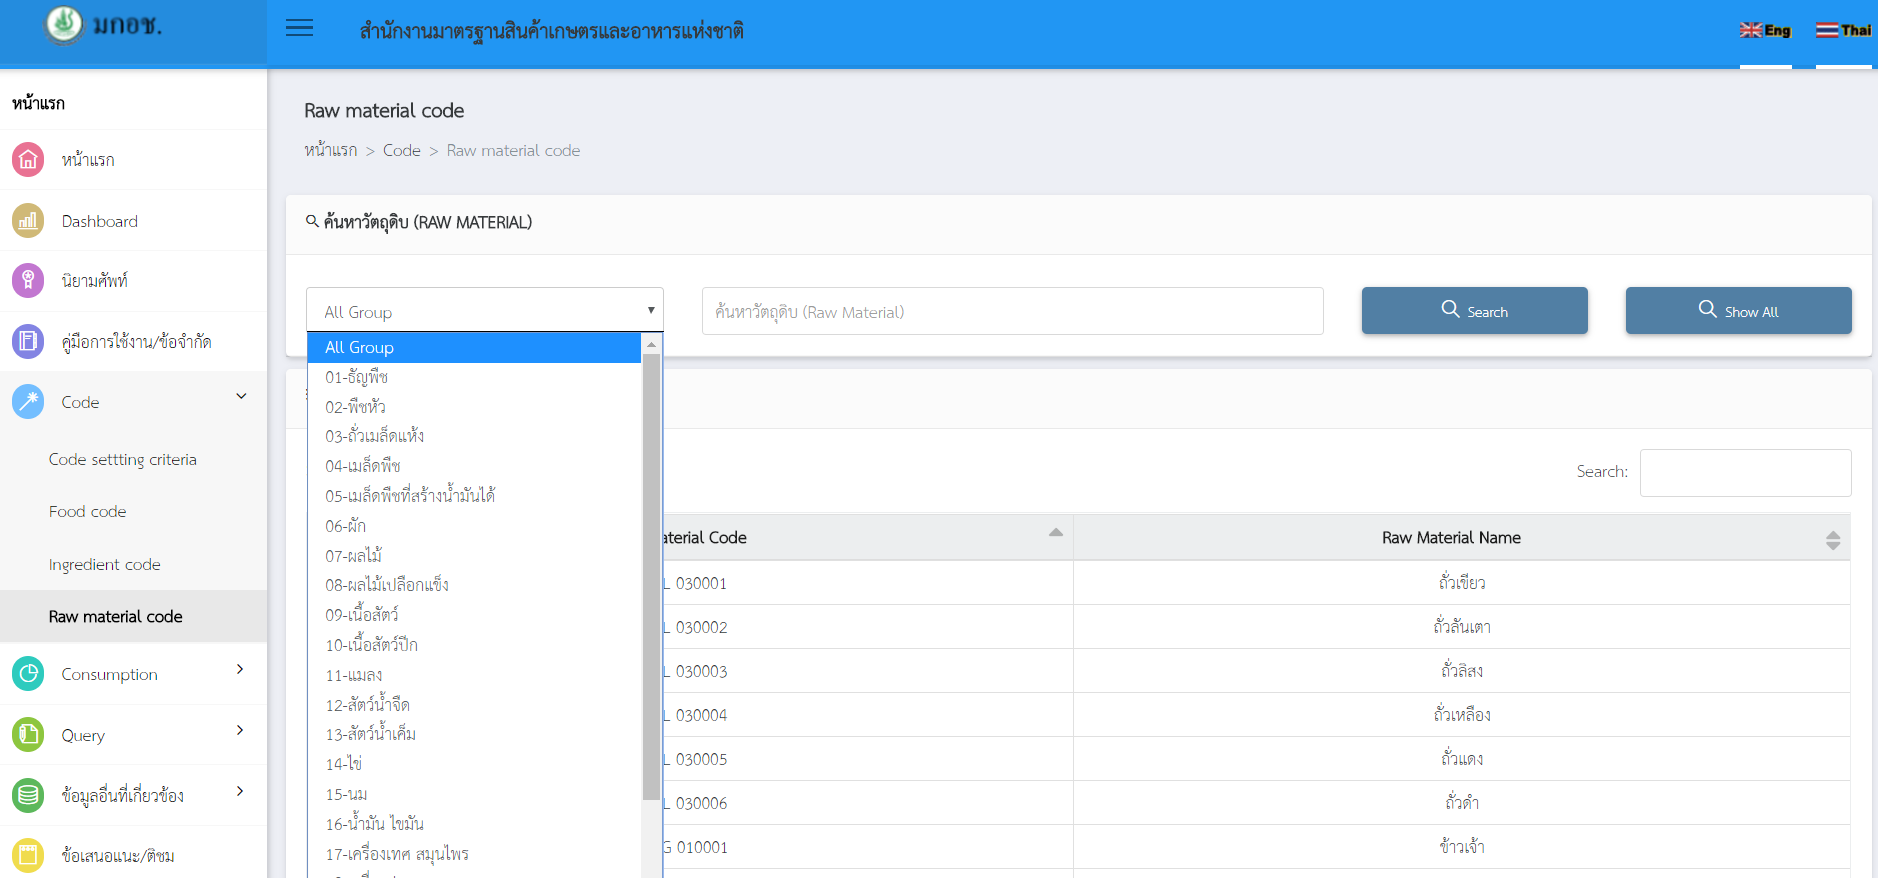 มกอช.
สำนักงานมาตรฐานสินค้าเกษตรและอาหารแห่งชาติ
Eng
Thai
หน้าแรก
หน้าแรก
Dashboard
นิยามศัพท์
คู่มือการใช้งาน/ข้อจำกัด
Code
Code settting criteria
Food code
Ingredient code
Raw material code
Consumption
Query
ข้อมูลอื่นที่เกี่ยวข้อง
ข้อเสนอแนะ/ติชม
Raw material code
หน้าแรก > Code > Raw material code
ค้นหาวัตถุดิบ (RAW MATERIAL)
All Group
ค้นหาวัตถุดิบ (Raw Material)
Search
Show All
All Group
01-ธัญพืช
02-พืชหัว
03-ถั่วเมล็ดแห้ง
04-เมล็ดพืช
05-เมล็ดพืชที่สร้างน้ำมันได้
06-ผัก
07-ผลไม้
08-ผลไม้เปลือกแข็ง
09-เนื้อสัตว์
10-เนื้อสัตว์ปีก
11-แมลง
12-สัตว์น้ำจืด
13-สัตว์น้ำเค็ม
14-ไข่
15-นม
16-น้ำมัน ไขมัน
17-เครื่องเทศ สมุนไพร
Search:
aterial Code Raw Material Name
L 030001 ถั่วเขียว
L 030002 ถั่วลันเตา
L 030003 ถั่วลิสง
L 030004 ถั่วเหลือง
L 030005 ถั่วแดง
L 030006 ถั่วดำ
G 010001 ข้าวเจ้า